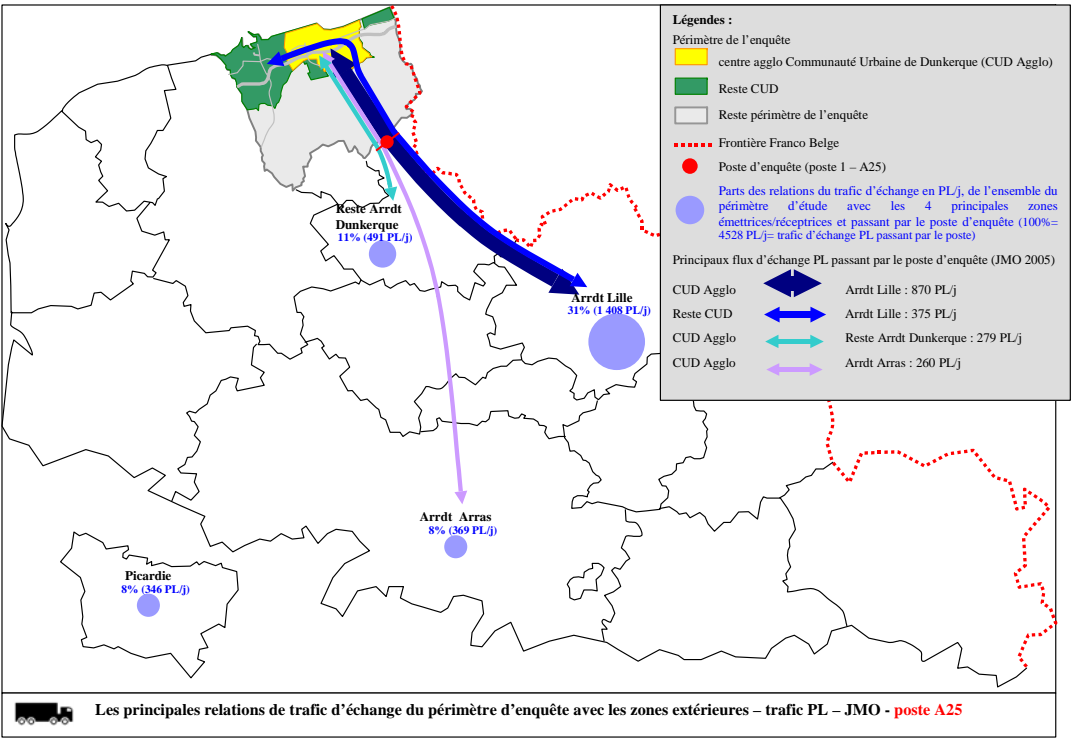 Légendes :
Périmètre de l'enquête
centre agglo Communauté Urbaine de Dunkerque (CUD Agglo)
Reste CUD
Reste périmètre de l'enquête
Frontière Franco Belge
Poste d'enquête (poste 1 – A25)
Parts des relations du trafic d'échange en PL/j, de l'ensemble du
périmètre d'étude avec les 4 principales zones
émettrices/réceptrices et passant par le poste d'enquête (100%=
4528 PL/j= trafic d'échange PL passant par le poste)
Principaux flux d'échange PL passant par le poste d'enquête (JMO 2005)
CUD Agglo Arrdt Lille : 870 PL/j
Reste CUD Arrdt Lille : 375 PL/j
CUD Agglo Reste Arrdt Dunkerque : 279 PL/j
CUD Agglo Arrdt Arras : 260 PL/j
Reste Arrdt
Dunkerque
11% (491 PL/j)
Arrdt Lille
31% (1 408 PL/j)
Arrdt Arras
8% (369 PL/j)
Picardie
8% (346 PL/j)
Les principales relations de trafic d'échange du périmètre d'enquête avec les zones extérieures – trafic PL – JMO - poste A25